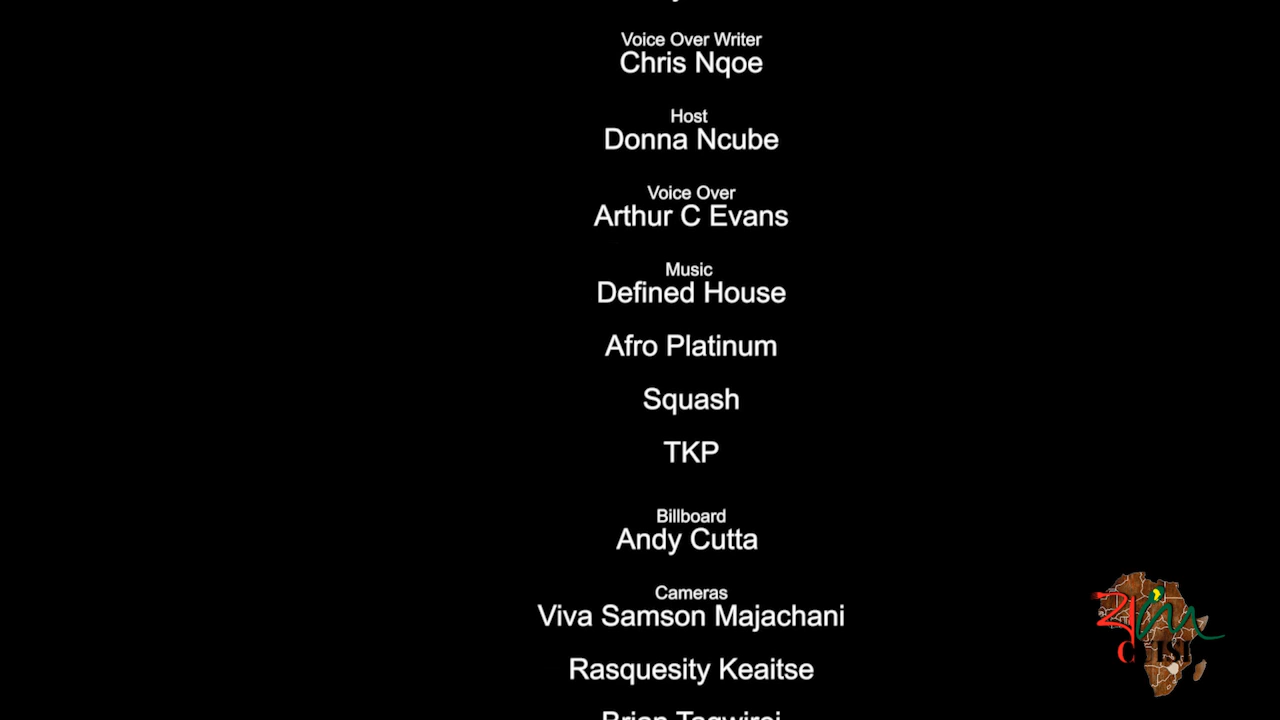 Voice Over Writer
Chris Nqoe
Host
Donna Ncube
Voice Over
Arthur C Evans
Music
Defined House
Afro Platinum
Squash
TKP
Billboard
Andy Cutta
Cameras
Viva Samson Majachani
Rasquesity Keaitse